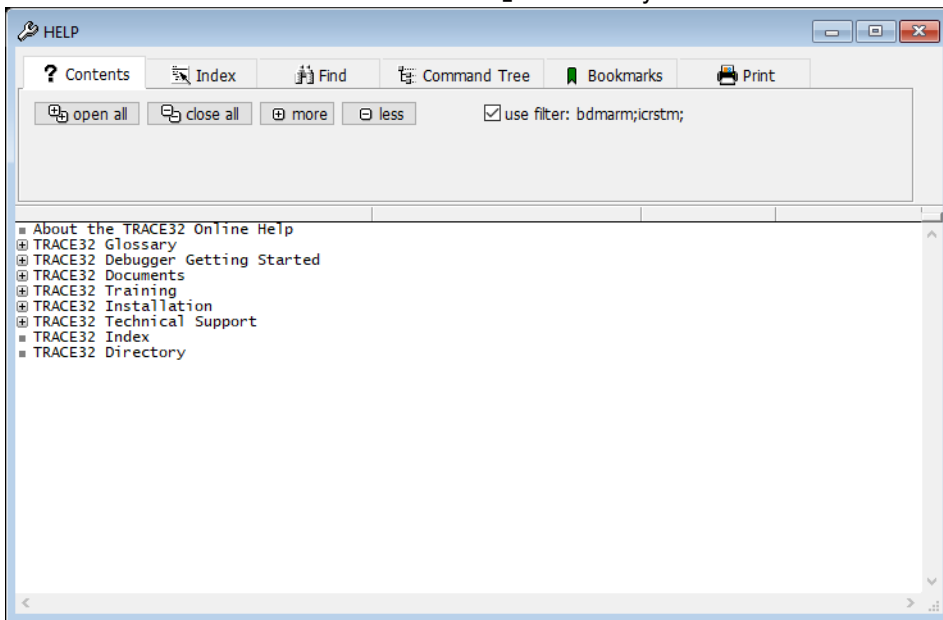 HELP
? Contents Index Find Command Tree Bookmarks Print
open all close all more less use filter: bdmarm;icrstm;
About the TRACE32 Online Help
TRACE32 Glossary
TRACE32 Debugger Getting Started
TRACE32 Documents
TRACE32 Training
TRACE32 Installation
TRACE32 Technical Support
TRACE32 Index
TRACE32 Directory